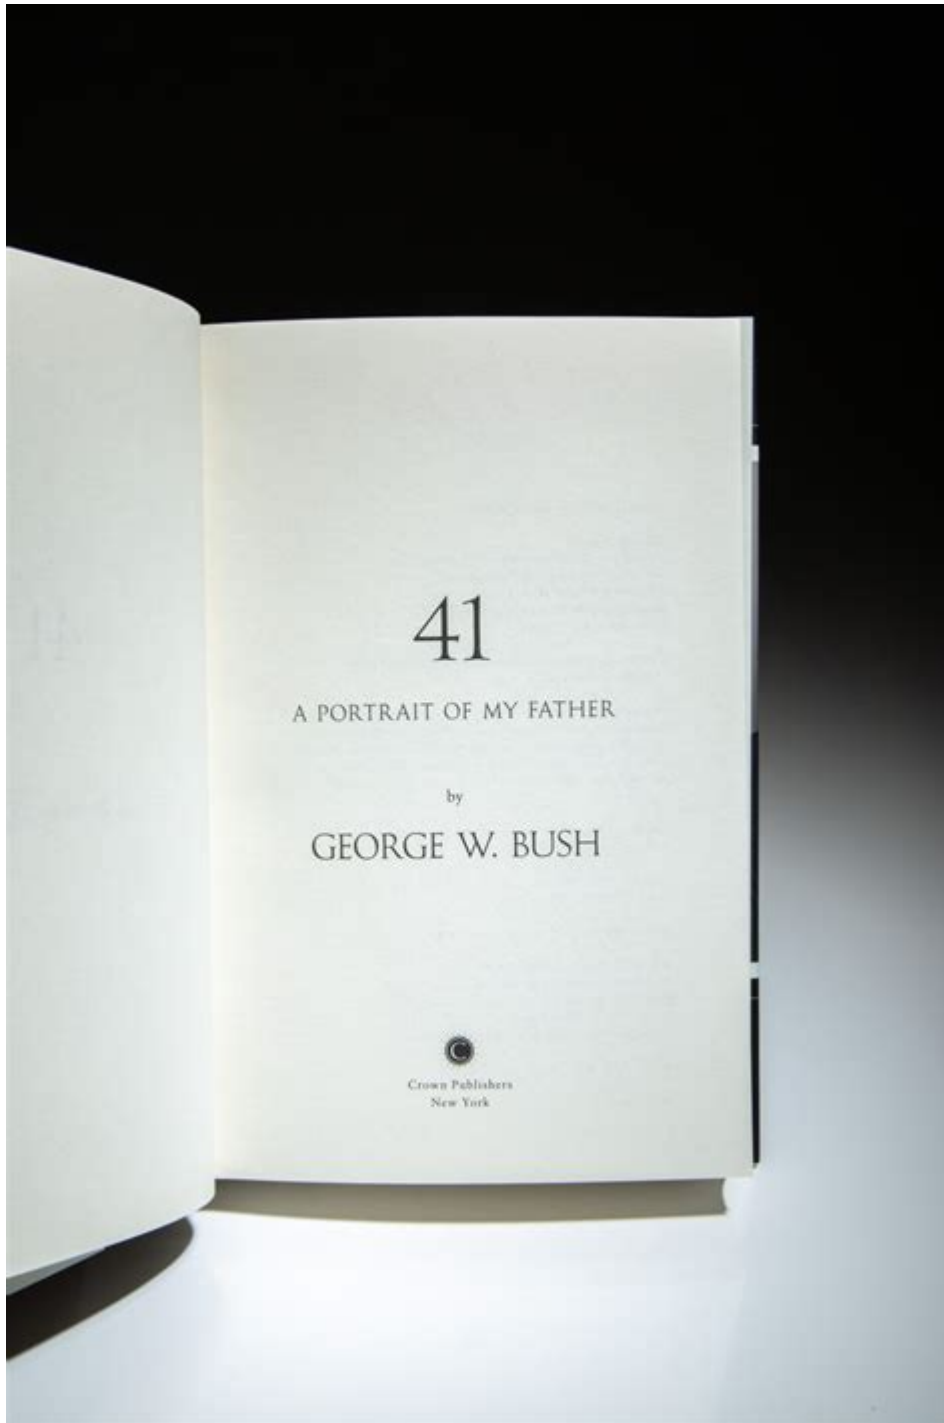 41
A PORTRAIT OF MY FATHER
by
GEORGE W. BUSH
C
Crown Publishers
New York